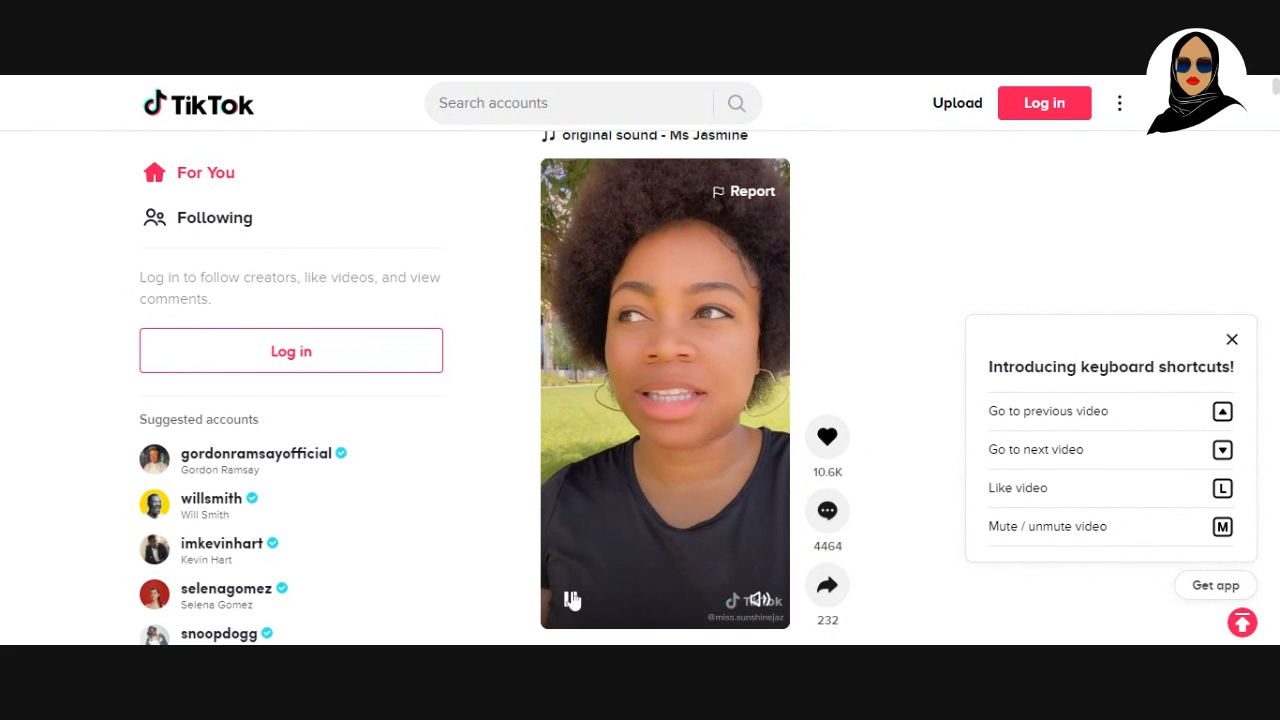 TikTok
Search accounts
Upload
Log in
original sound - Ms Jasmine
For You
Following
Log in to follow creators, like videos, and view
comments.
Log in
Suggested accounts
gordonramsayofficial
Gordon Ramsay
willsmith
Will Smith
imkevinhart
Kevin Hart
selenagomez
Selena Gomez
snoopdogg
Report
TikTok
@miss.sunshinejaz
10.6K
4464
232
Introducing keyboard shortcuts!
Go to previous video
Go to next video
Like video L
Mute / unmute video M
Get app